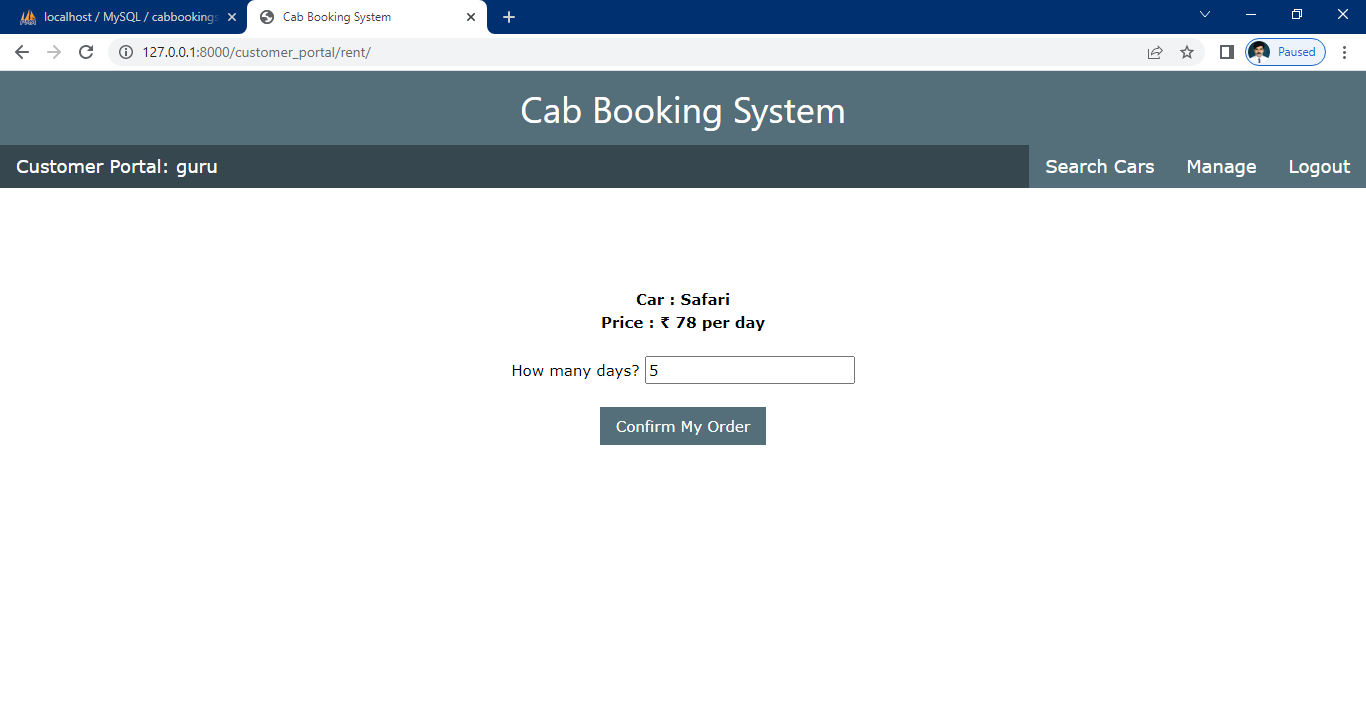 localhost / MySQL / cabbookings
Cab Booking System
127.0.0.1:8000/customer_portal/rent/
Paused
Cab Booking System
Customer Portal: guru
Search Cars
Manage
Logout
Car : Safari
Price : ₹ 78 per day
How many days? 5
Confirm My Order